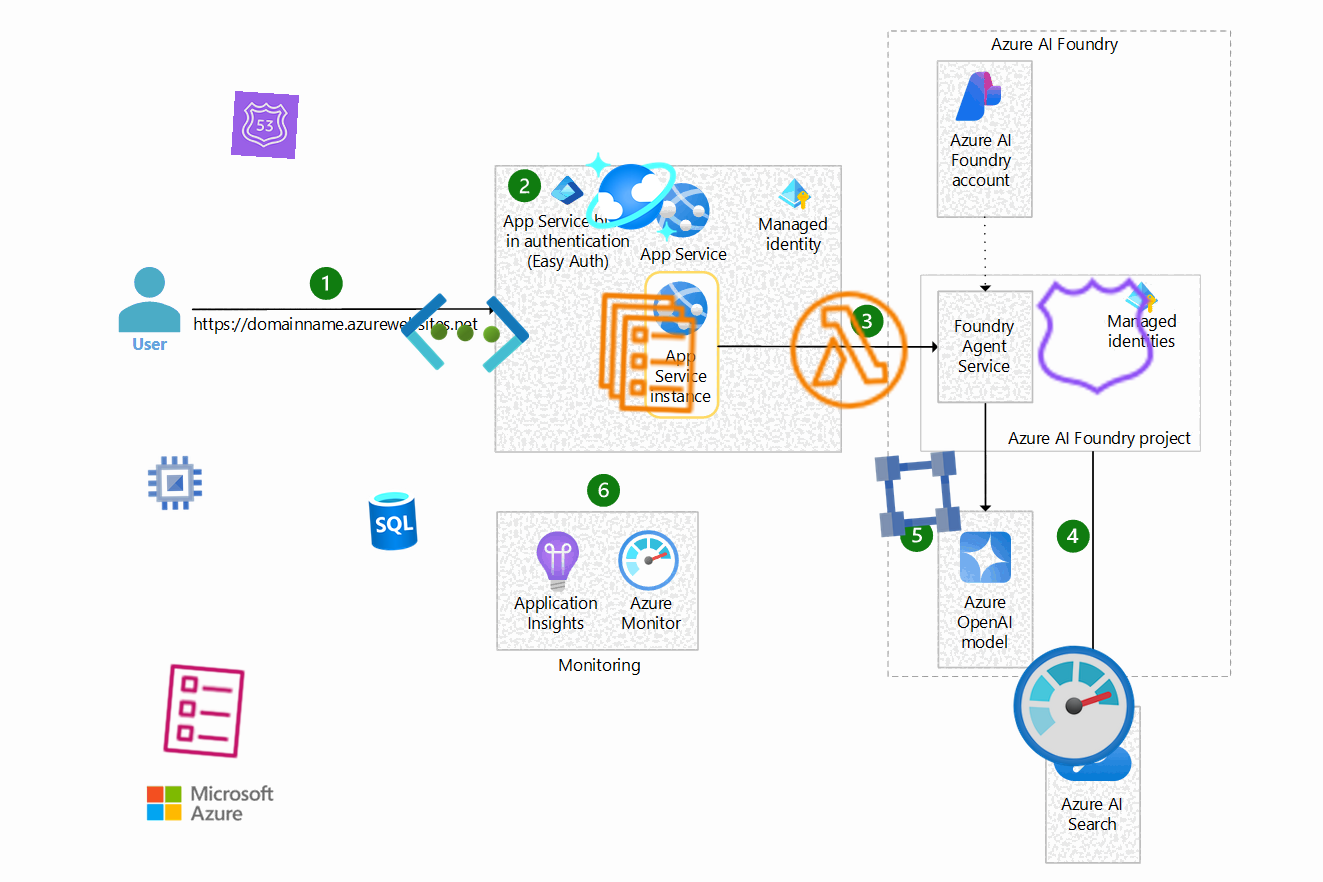 Azure AI Foundry
Azure AI
Foundry
account
53
2
App Service
in authentication
(Easy Auth)
App Service
Managed
identity
1
https://domainname.azurewebsites.net
User
App
Service
instance
3
Foundry
Agent
Service
Managed
identities
Azure AI Foundry project
6
SQL
5
4
Application
Insights
Azure
Monitor
Monitoring
Azure
OpenAI
model
Microsoft
Azure
Azure AI
Search